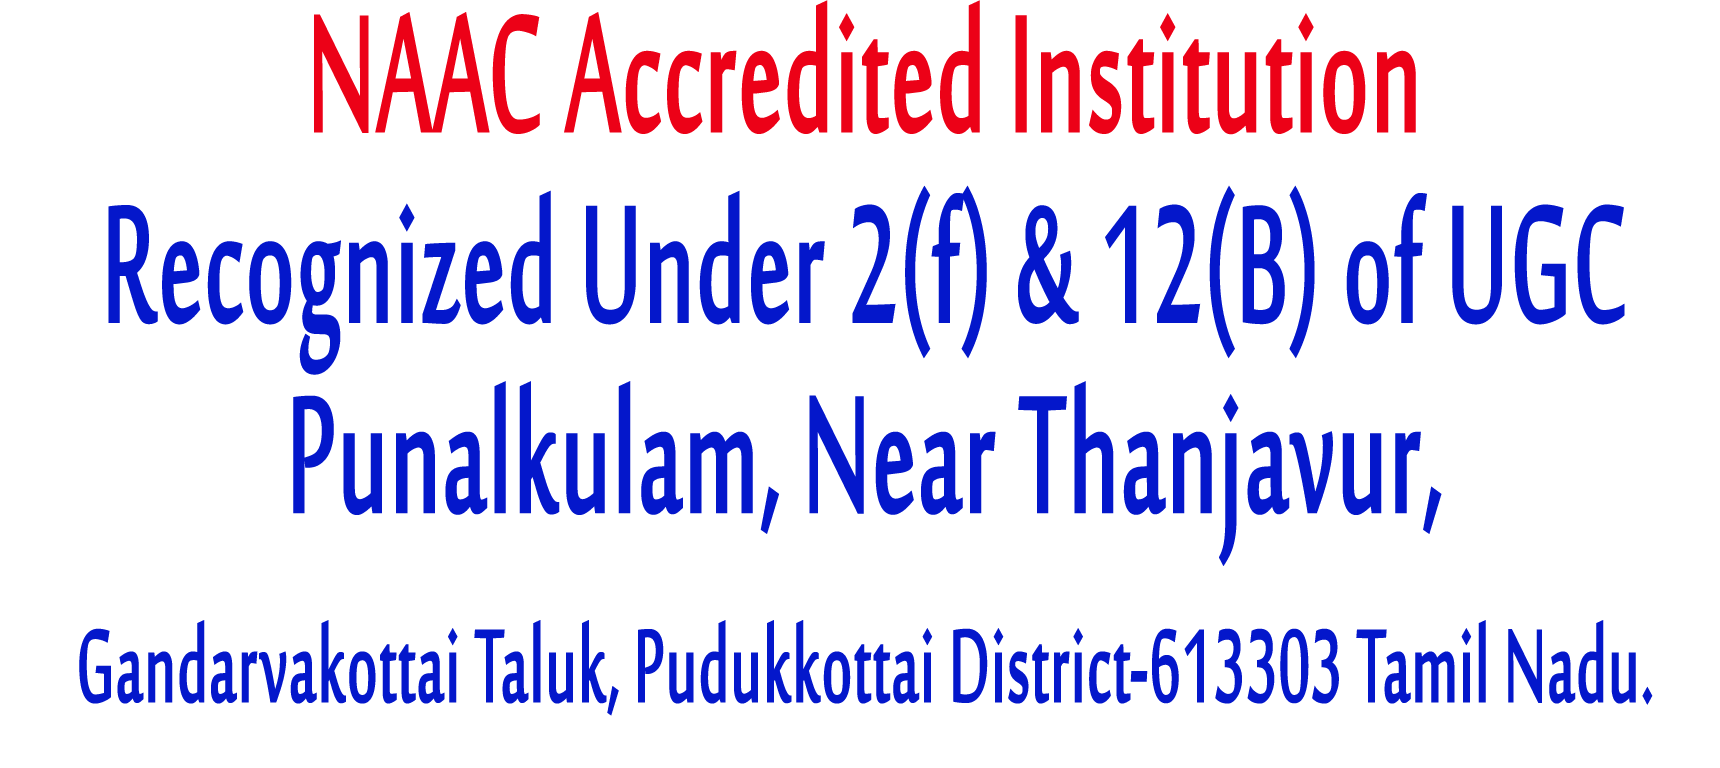 NAAC Accredited Institution
Recognized Under 2(f) & 12(B) of UGC
Punalkulam, Near Thanjavur,
Gandarvakottai Taluk, Pudukkottai District-613303 Tamil Nadu.